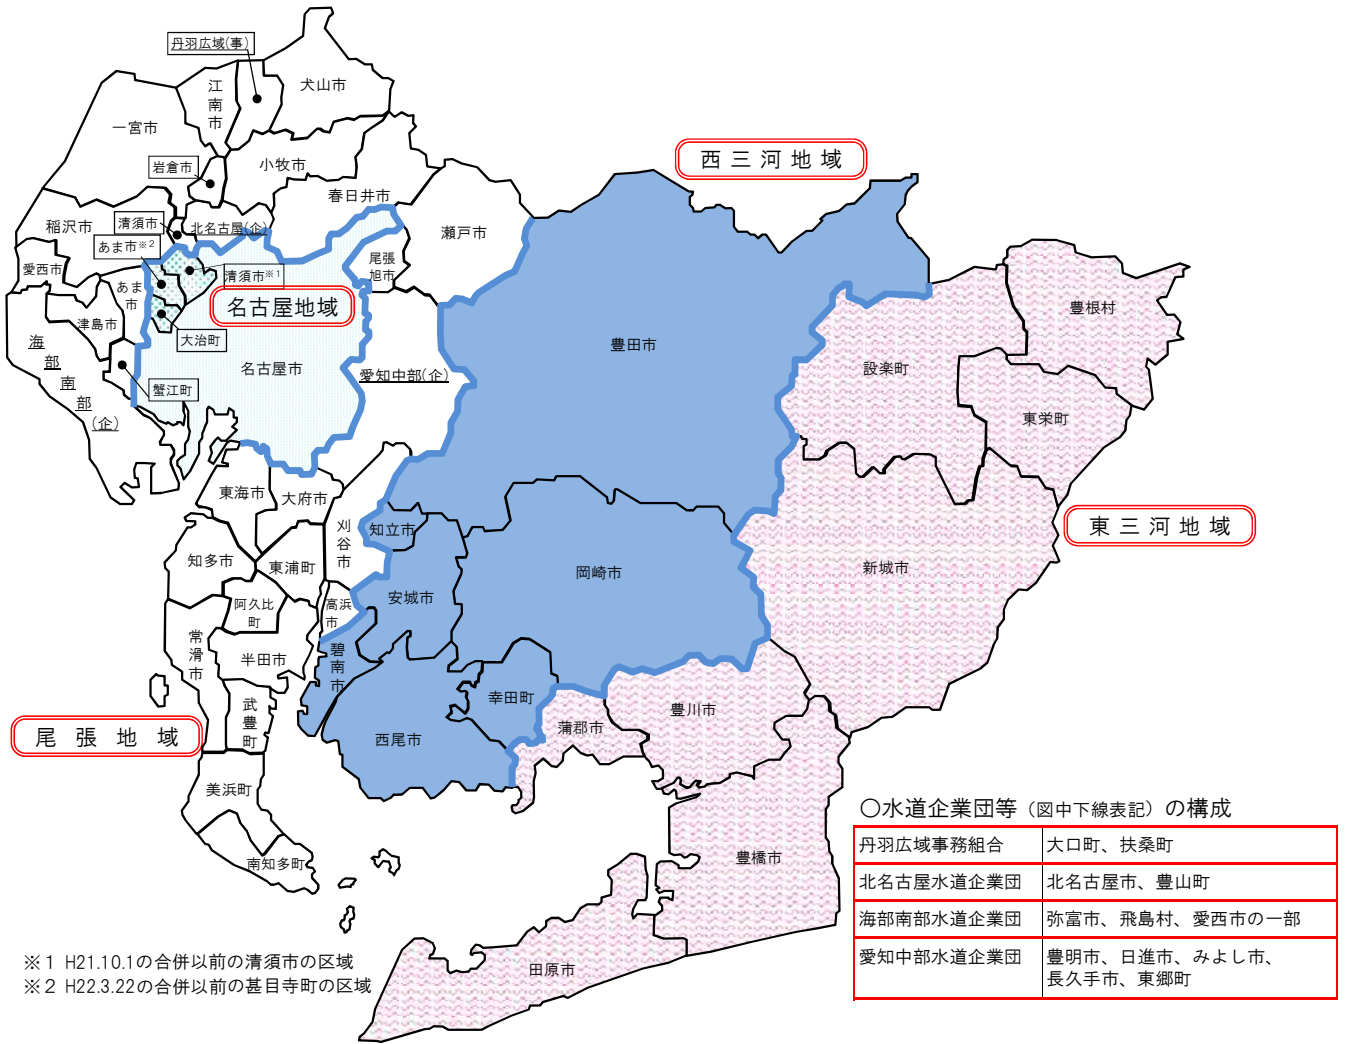 丹羽広域(事)
江南市
犬山市
一宮市
岩倉市
小牧市
春日井市
稲沢市
清須市
北名古屋(企)
あま市※2
愛西市
清須市※1
あま市
尾張旭市
瀬戸市
名古屋地域
津島市
大治町
海部南部(企)
蟹江町
名古屋市
愛知中部(企)
西三河地域
豊田市
設楽町
豊根村
東栄町
東三河地域
新城市
東海市
大府市
刈谷市
知立市
知多市
東浦町
岡崎市
阿久比町
高浜市
安城市
常滑市
半田市
碧南市
武豊町
幸田町
西尾市
蒲郡市
豊川市
尾張地域
美浜町
南知多町
豊橋市
田原市
○水道企業団等(図中下線表記)の構成
丹羽広域事務組合 大口町、扶桑町
北名古屋水道企業団 北名古屋市、豊山町
海部南部水道企業団 弥富市、飛島村、愛西市の一部
愛知中部水道企業団 豊明市、日進市、みよし市、
長久手市、東郷町
※1 H21.10.1の合併以前の清須市の区域
※2 H22.3.22の合併以前の甚目寺町の区域